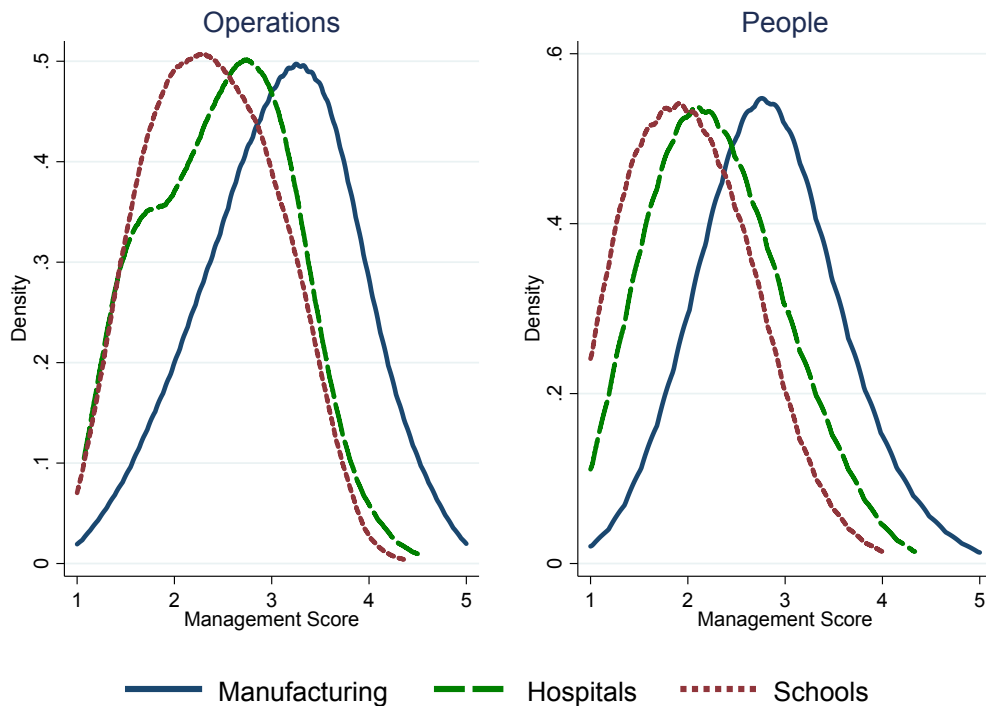 Operations
People
Density
.5
.4
.3
.2
.1
0
1 2 3 4 5
Management Score
Density
.6
.4
.2
0
1 2 3 4 5
Management Score
Manufacturing Hospitals Schools